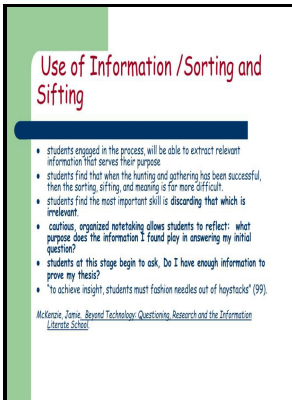 Use of Information /Sorting and
Sifting
• students engaged in the process, will be able to extract relevant
information that serves their purpose
• students find that when the hunting and gathering has been successful,
then the sorting, sifting, and meaning is far more difficult.
• students find the most important skill is discarding that which is
irrelevant.
• cautious, organized notetaking allows students to reflect: what
purpose does the information I found play in answering my initial
question?
• students at this stage begin to ask, Do I have enough information to
prove my thesis?
• "to achieve insight, students must fashion needles out of haystacks" (99).
McKenzie, Jamie, Beyond Technology: Questioning, Research and the Information
Literate School.